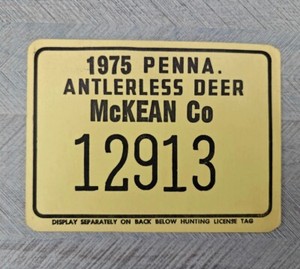 1975 PENNA.
ANTLERLESS DEER
McKEAN Co
12913
DISPLAY SEPARATELY ON BACK BELOW HUNTING LICENSE TAG